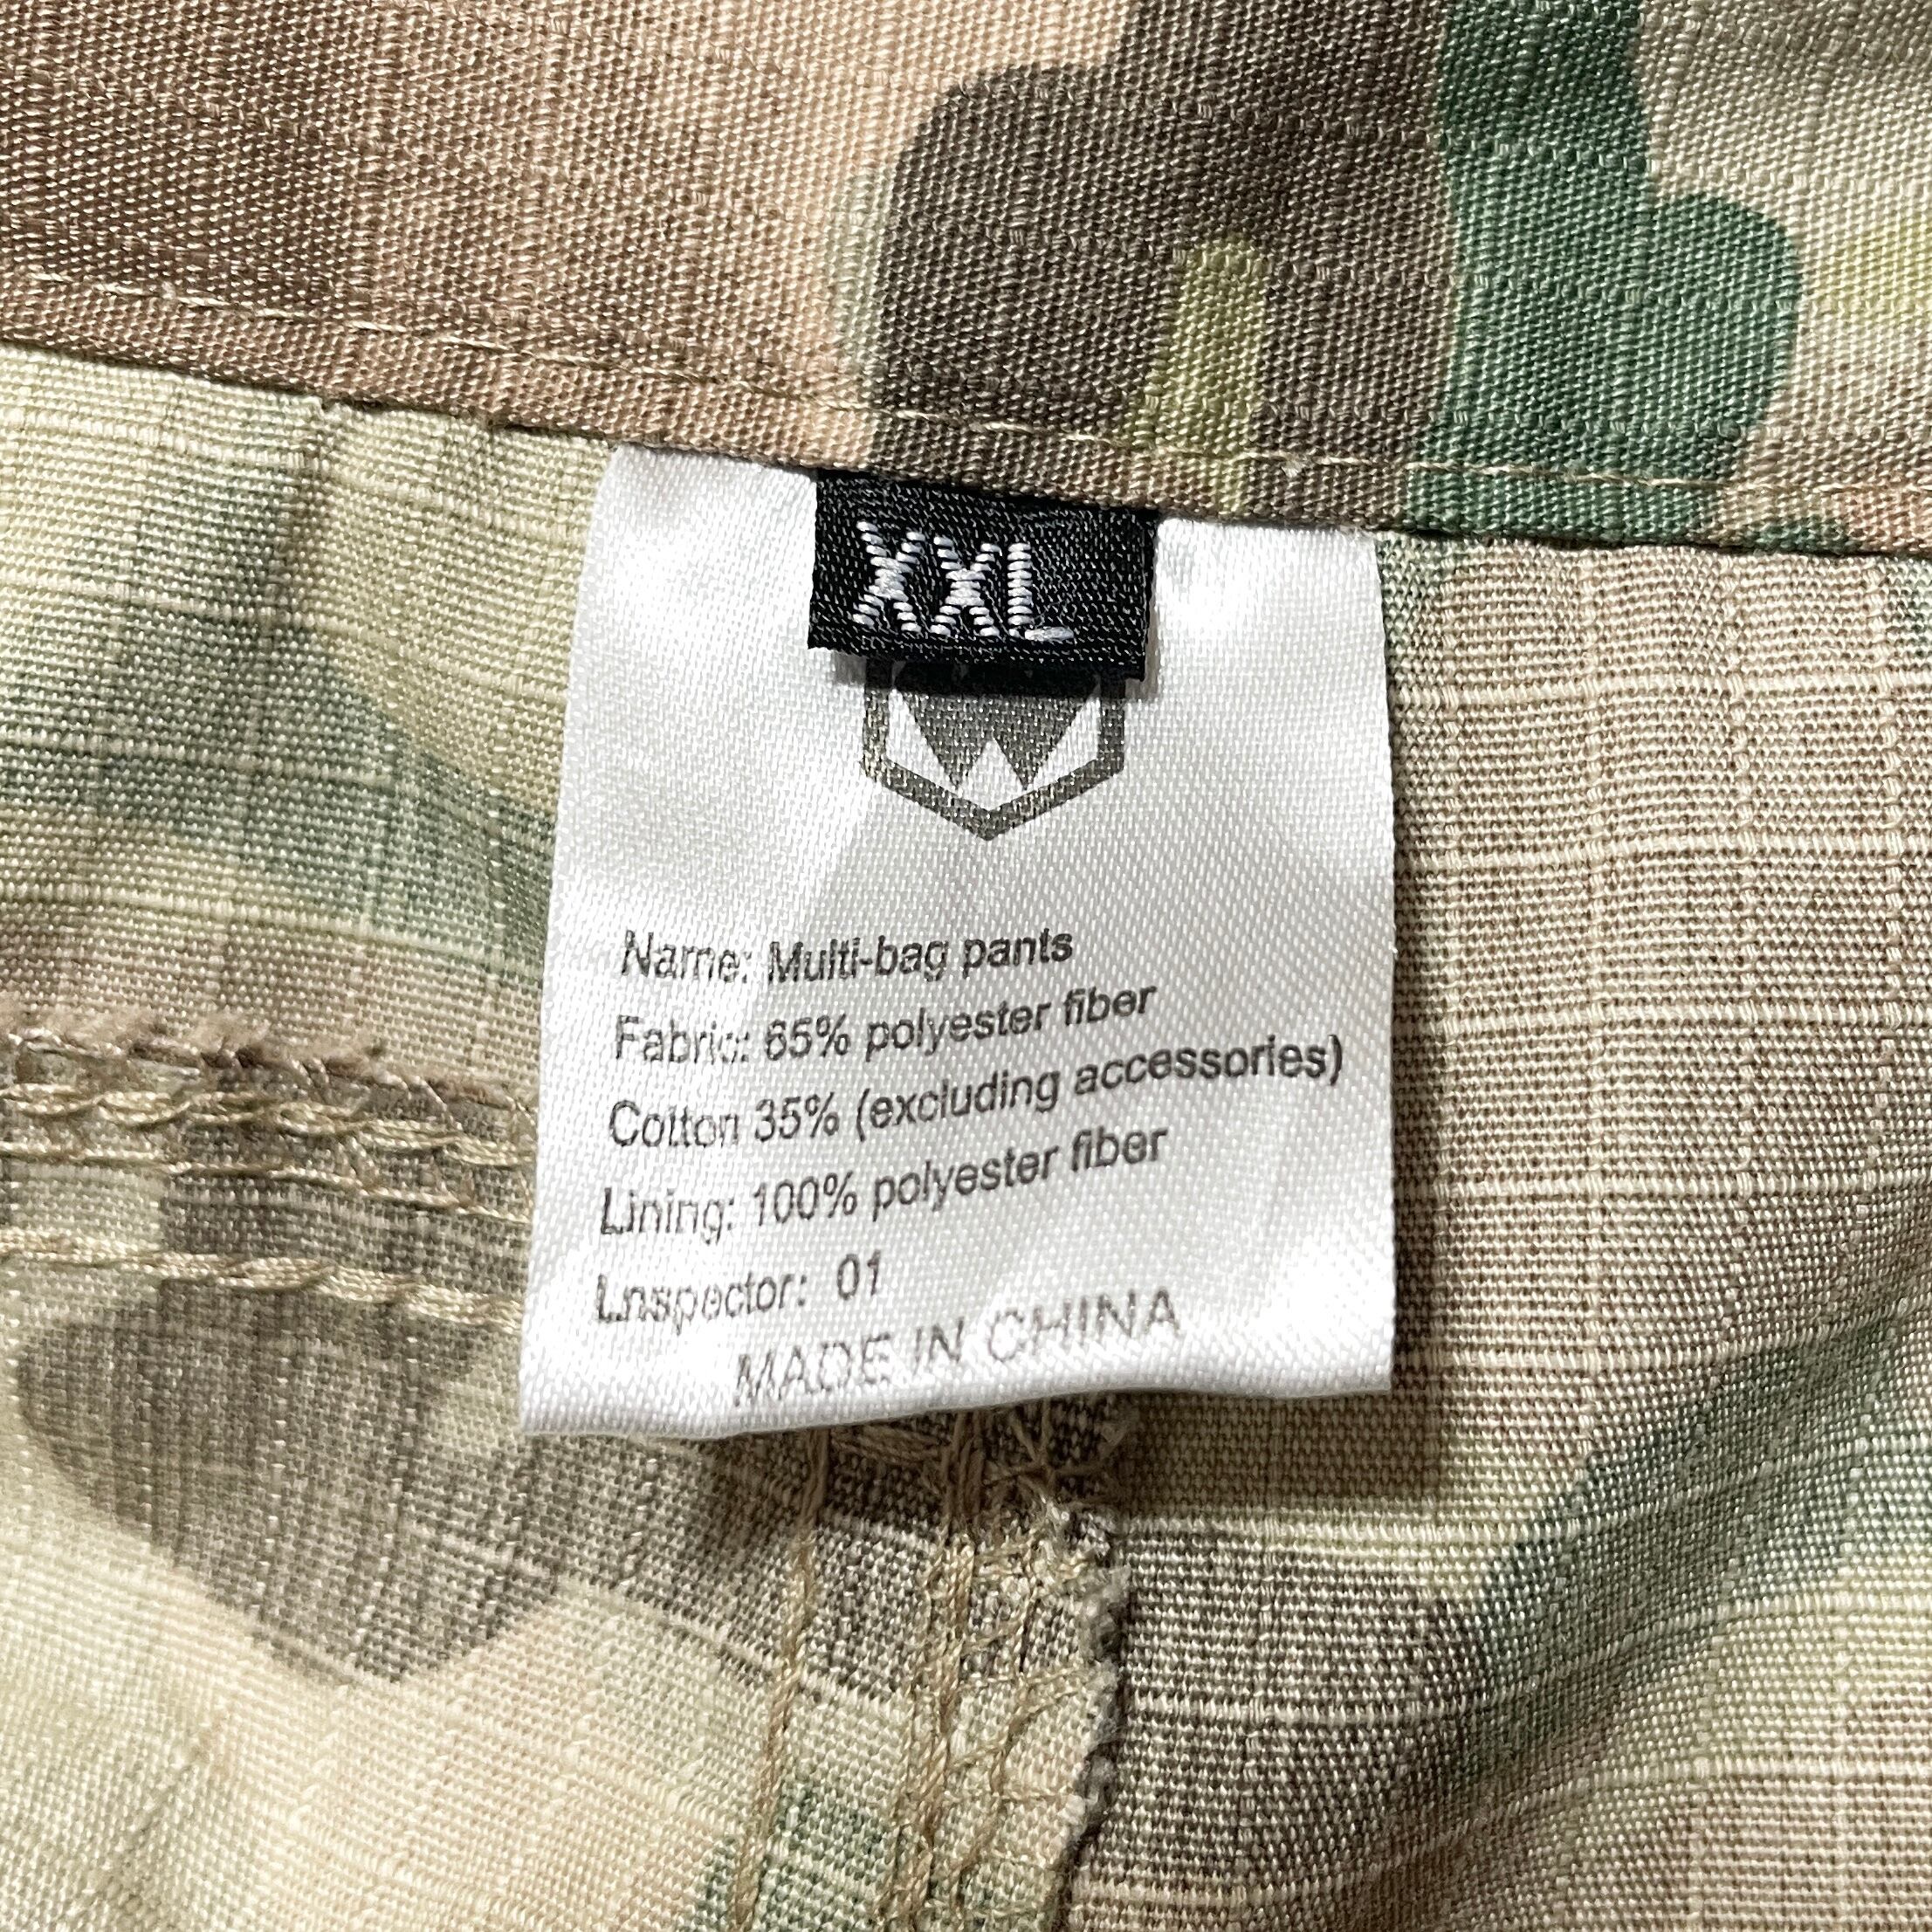 XXL
Name: Multi-bag pants
Fabric: 65% polyester fiber
Cotton 35% (excluding accessories)
Lining: 100% polyester fiber
Lnspector: 01
MADE IN CHINA